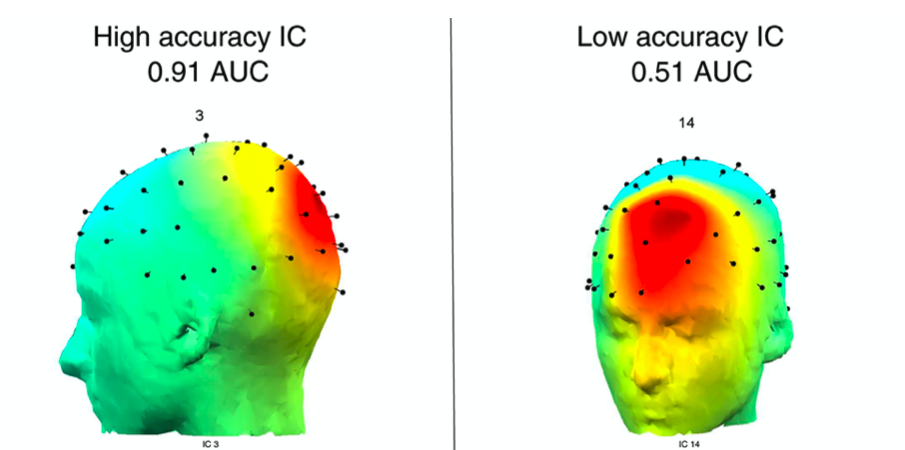 High accuracy IC
0.91 AUC
3
IC 3
Low accuracy IC
0.51 AUC
14
IC 14